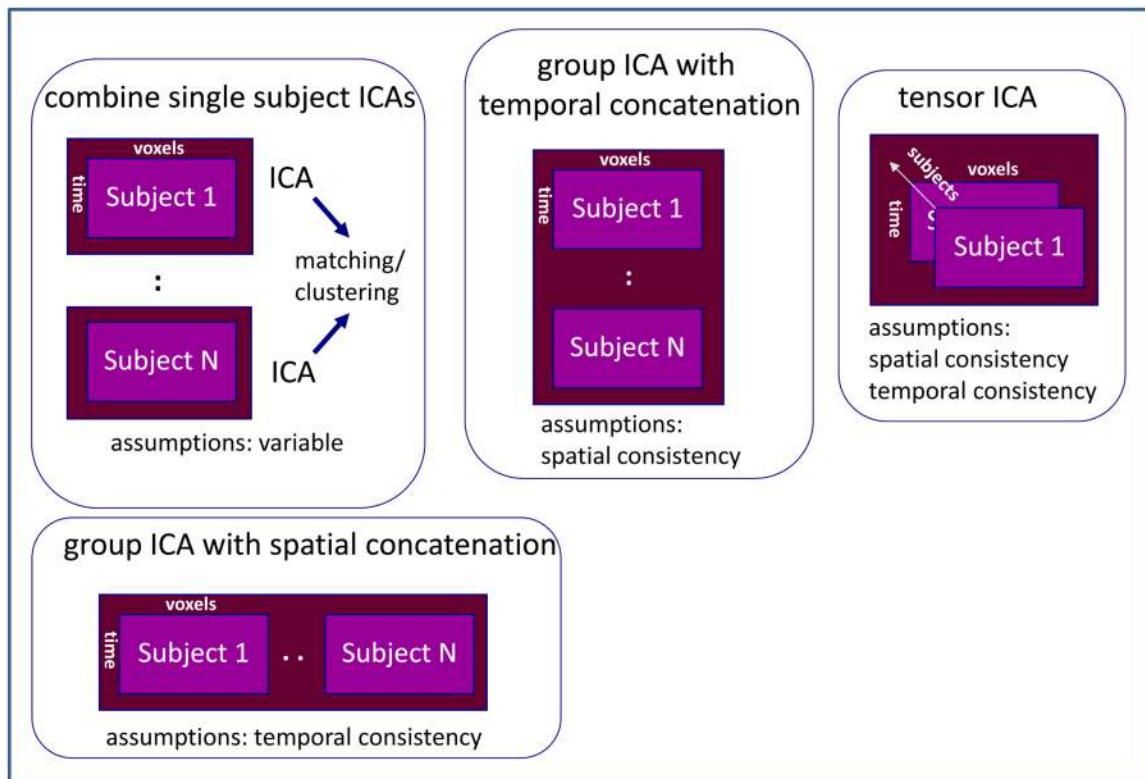 combine single subject ICAs
voxels
time
Subject 1
ICA
:
matching/
clustering
Subject N
ICA
assumptions: variable
group ICA with
temporal concatenation
voxels
time
Subject 1
:
Subject N
assumptions:
spatial consistency
tensor ICA
subjects
voxels
time
S
Subject 1
assumptions:
spatial consistency
temporal consistency
group ICA with spatial concatenation
voxels
time
Subject 1
. .
Subject N
assumptions: temporal consistency